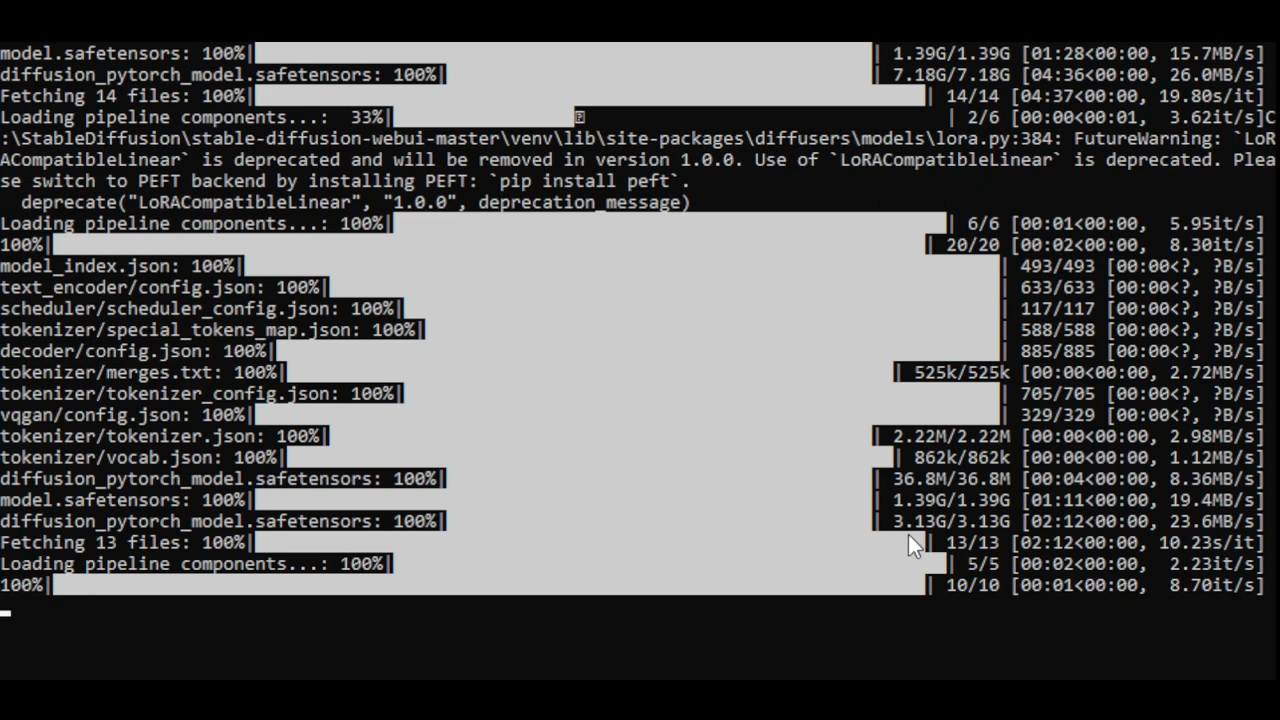 model.safetensors: 100%| | 1.39G/1.39G [01:28<00:00, 15.7MB/s]
diffusion_pytorch_model.safetensors: 100%| | 7.18G/7.18G [04:36<00:00, 26.0MB/s]
Fetching 14 files: 100%| | 14/14 [04:37<00:00, 19.80s/it]
Loading pipeline components...:  33%| | 2/6 [00:00<00:01,  3.62it/s]C
:\StableDiffusion\stable-diffusion-webui-master\venv\lib\site-packages\diffusers\models\lora.py:384: FutureWarning: `LoR
ACompatibleLinear` is deprecated and will be removed in version 1.0.0. Use of `LoRACompatibleLinear` is deprecated. Plea
se switch to PEFT backend by installing PEFT: `pip install peft`.
  deprecate("LoRACompatibleLinear", "1.0.0", deprecation_message)
Loading pipeline components...: 100%| | 6/6 [00:01<00:00,  5.95it/s]
100%| | 20/20 [00:02<00:00,  8.30it/s]
model_index.json: 100%| | 493/493 [00:00<?, ?B/s]
text_encoder/config.json: 100%| | 633/633 [00:00<?, ?B/s]
scheduler/scheduler_config.json: 100%| | 117/117 [00:00<?, ?B/s]
tokenizer/special_tokens_map.json: 100%| | 588/588 [00:00<?, ?B/s]
decoder/config.json: 100%| | 885/885 [00:00<?, ?B/s]
tokenizer/merges.txt: 100%| | 525k/525k [00:00<00:00, 2.72MB/s]
tokenizer/tokenizer_config.json: 100%| | 705/705 [00:00<?, ?B/s]
vqgan/config.json: 100%| | 329/329 [00:00<?, ?B/s]
tokenizer/tokenizer.json: 100%| | 2.22M/2.22M [00:00<00:00, 2.98MB/s]
tokenizer/vocab.json: 100%| | 862k/862k [00:00<00:00, 1.12MB/s]
diffusion_pytorch_model.safetensors: 100%| | 36.8M/36.8M [00:04<00:00, 8.36MB/s]
model.safetensors: 100%| | 1.39G/1.39G [01:11<00:00, 19.4MB/s]
diffusion_pytorch_model.safetensors: 100%| | 3.13G/3.13G [02:12<00:00, 23.6MB/s]
Fetching 13 files: 100%| | 13/13 [02:12<00:00, 10.23s/it]
Loading pipeline components...: 100%| | 5/5 [00:02<00:00,  2.23it/s]
100%| | 10/10 [00:01<00:00,  8.70it/s]